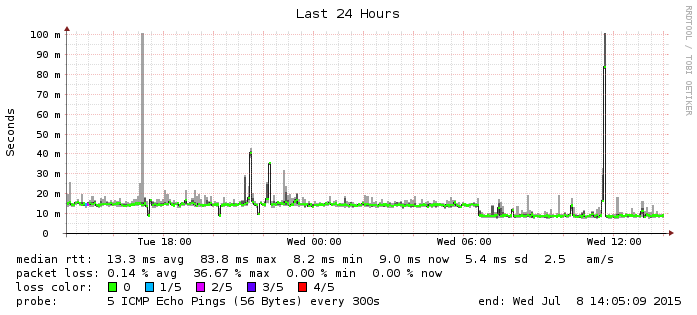 Last 24 Hours
RRDTOOL / TOBI OETIKER
Seconds
100 m
90 m
80 m
70 m
60 m
50 m
40 m
30 m
20 m
10 m
0
Tue 18:00 Wed 00:00 Wed 06:00 Wed 12:00
median rtt: 13.3 ms avg 83.8 ms max 8.2 ms min 9.0 ms now 5.4 ms sd 2.5 am/s
packet loss: 0.14 % avg 36.67 % max 0.00 % min 0.00 % now
loss color: 0 1/5 2/5 3/5 4/5
probe: 5 ICMP Echo Pings (56 Bytes) every 300s end: Wed Jul 8 14:05:09 2015